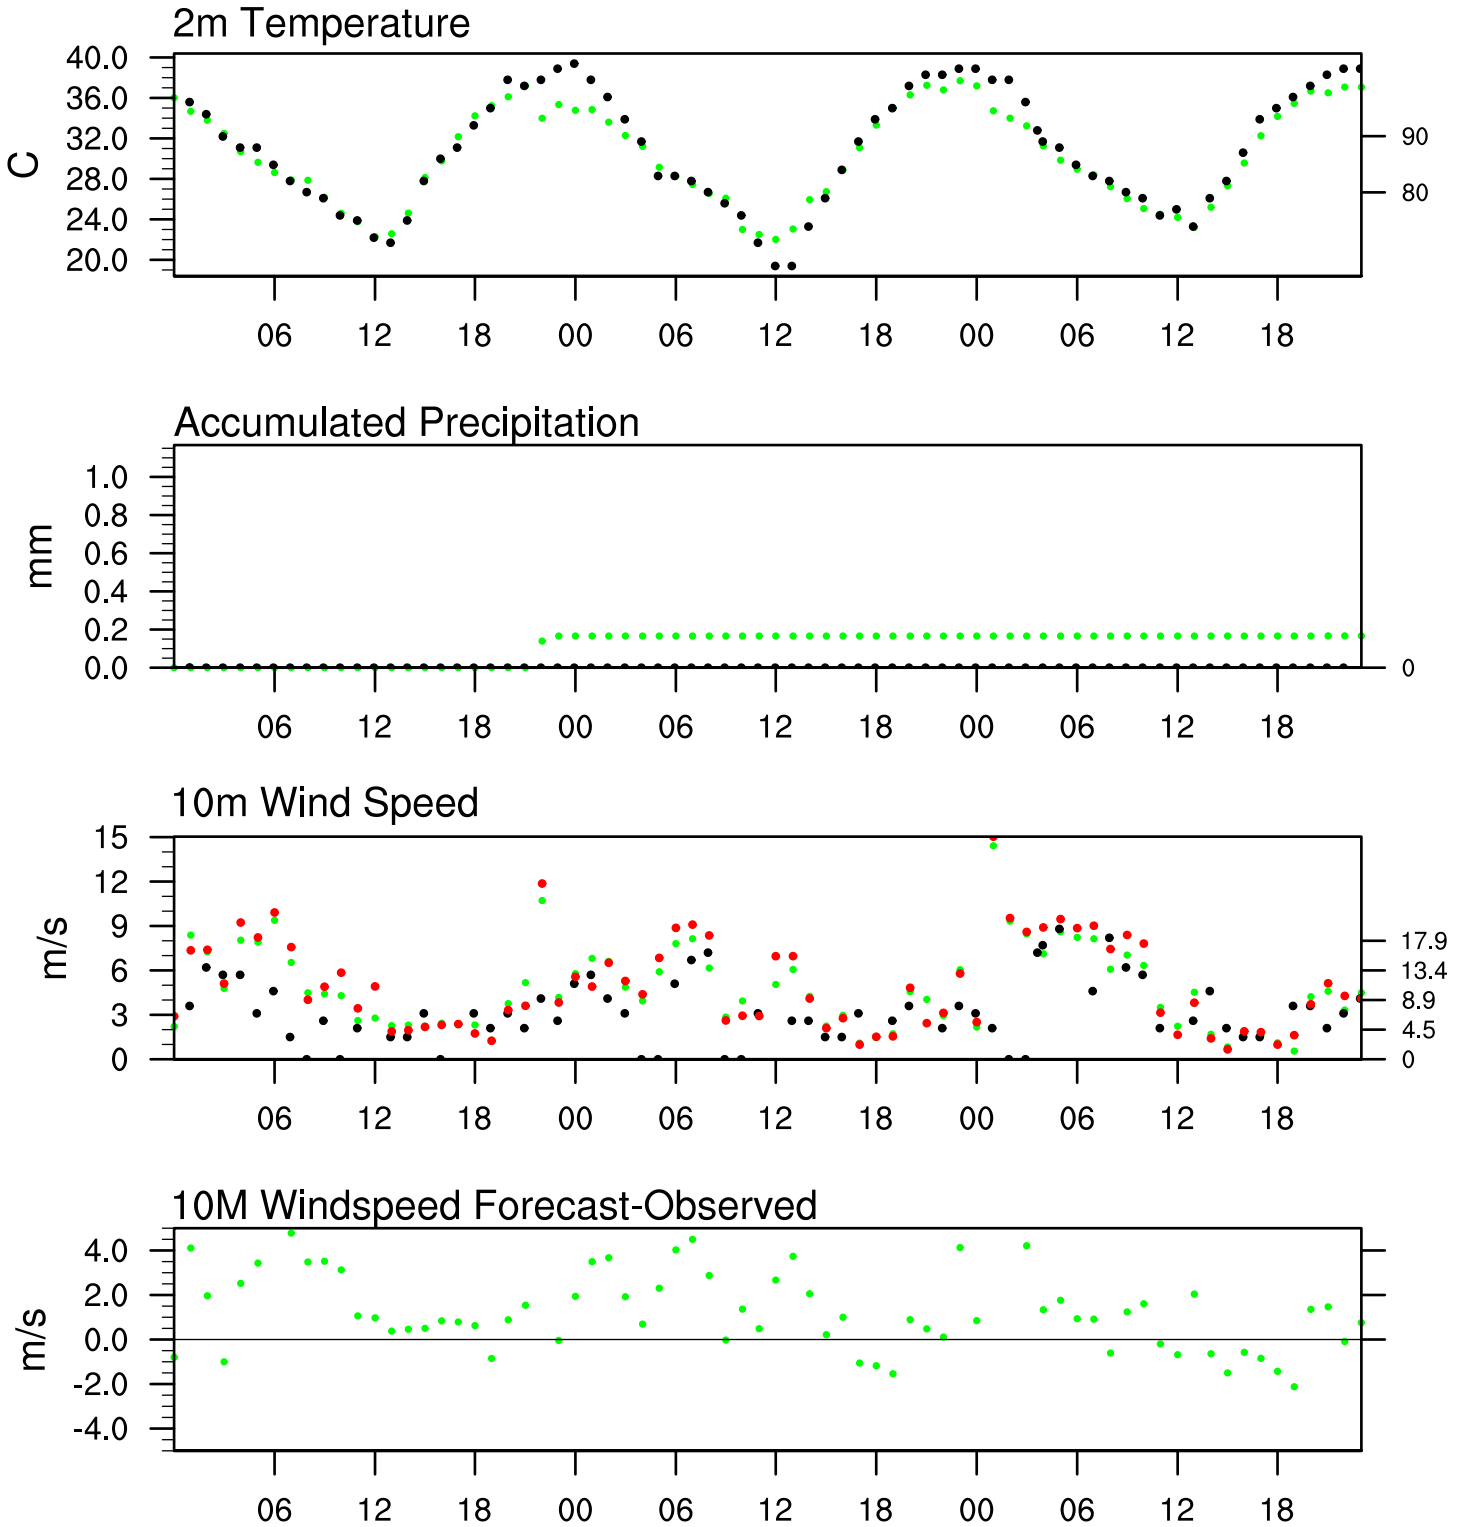 2m Temperature
40.0
36.0
32.0
28.0
24.0
20.0
C
90
80
06 12 18 00 06 12 18 00 06 12 18
Accumulated Precipitation
1.0
0.8
0.6
0.4
0.2
0.0
mm
0
06 12 18 00 06 12 18 00 06 12 18
10m Wind Speed
15
12
9
6
3
0
m/s
17.9
13.4
8.9
4.5
0
06 12 18 00 06 12 18 00 06 12 18
10M Windspeed Forecast-Observed
4.0
2.0
0.0
-2.0
-4.0
m/s
06 12 18 00 06 12 18 00 06 12 18